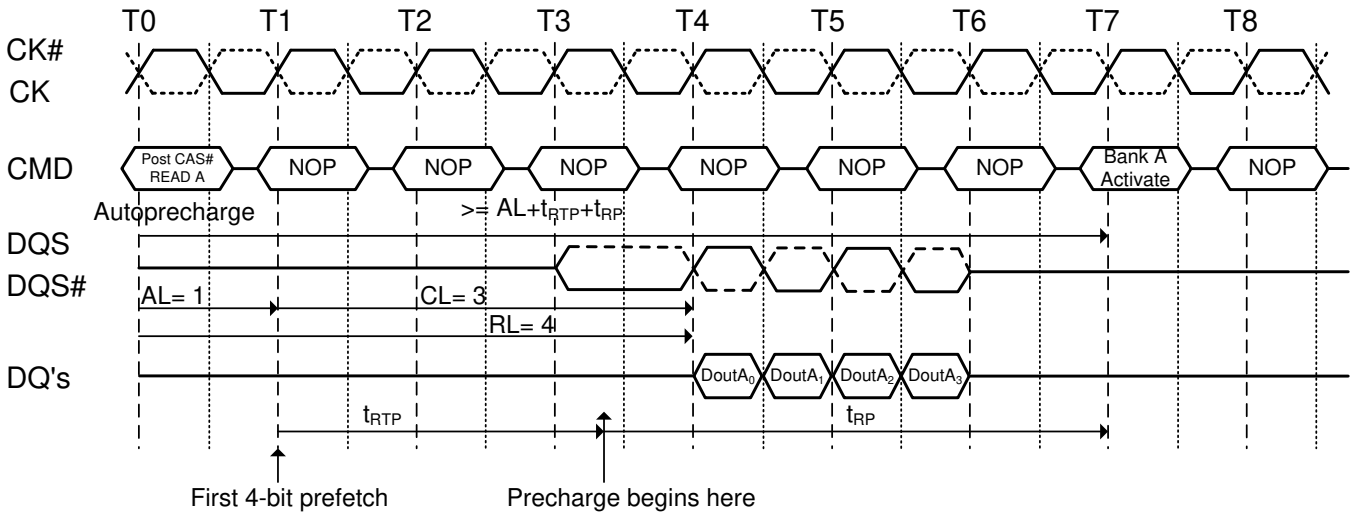 T0 T1 T2 T3 T4 T5 T6 T7 T8
CK#
CK
CMD Post CAS# READ A NOP NOP NOP NOP NOP NOP Bank A Activate NOP
Autoprecharge >= AL+tRTP+tRP
DQS
DQS#
AL= 1 CL= 3
RL= 4
DQ's DoutA0 DoutA1 DoutA2 DoutA3
tRTP tRP
First 4-bit prefetch Precharge begins here